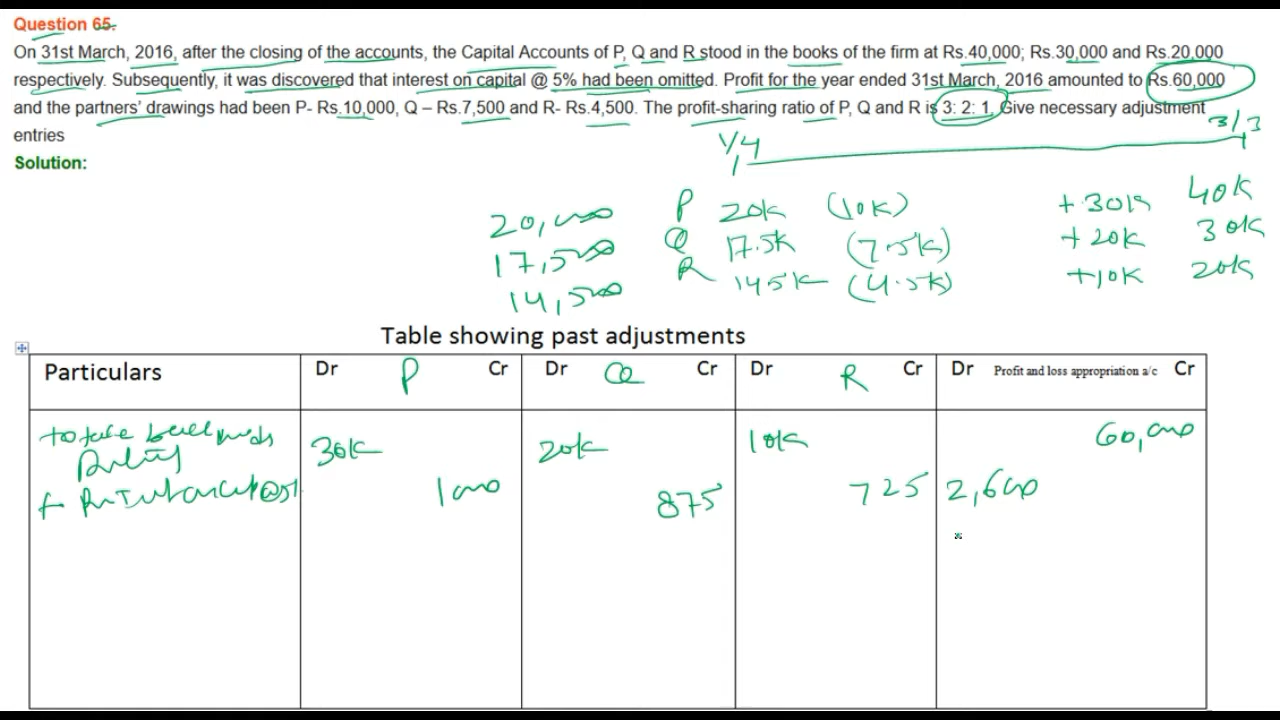 Question 65.
On 31st March, 2016, after the closing of the accounts, the Capital Accounts of P, Q and R stood in the books of the firm at Rs.40,000; Rs.30,000 and Rs.20,000
respectively. Subsequently, it was discovered that interest on capital @ 5% had been omitted. Profit for the year ended 31st March, 2016 amounted to Rs.60,000
and the partners' drawings had been P- Rs.10,000, Q – Rs.7,500 and R- Rs.4,500. The profit-sharing ratio of P, Q and R is 3: 2: 1. Give necessary adjustment
entries
Solution:
1/4 31/3
20,000 P 20k (10k) +30k 40k
17,500 Q 17.5k (7.5k) +20k 30k
14,500 R 14.5k (4.5k) +10k 20k
Table showing past adjustments
Particulars Dr P Cr Dr Q Cr Dr R Cr Dr Profit and loss appropriation a/c Cr
to take back 30k 20k 10k 60,000
1000 875 725 2,600